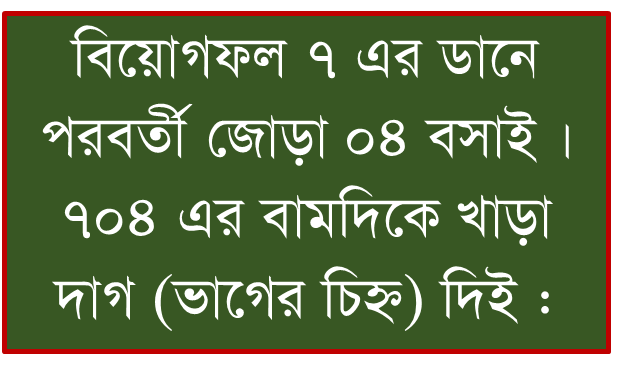 বিয়োগফল ৭ এর ডানে
পরবর্তী জোড়া ০৪ বসাই ।
৭০৪ এর বামদিকে খাড়া
দাগ (ভাগের চিহ্ন) দিই :